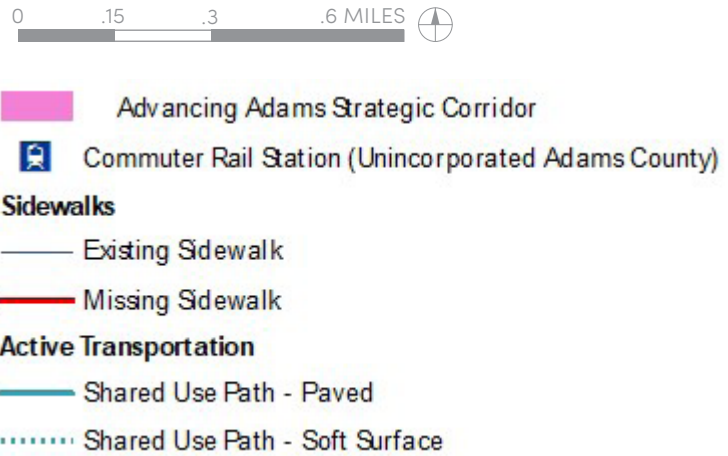 0 .15 .3 .6 MILES
Advancing Adams Strategic Corridor
Commuter Rail Station (Unincorporated Adams County)
Sidewalks
Existing Sidewalk
Missing Sidewalk
Active Transportation
Shared Use Path - Paved
Shared Use Path - Soft Surface